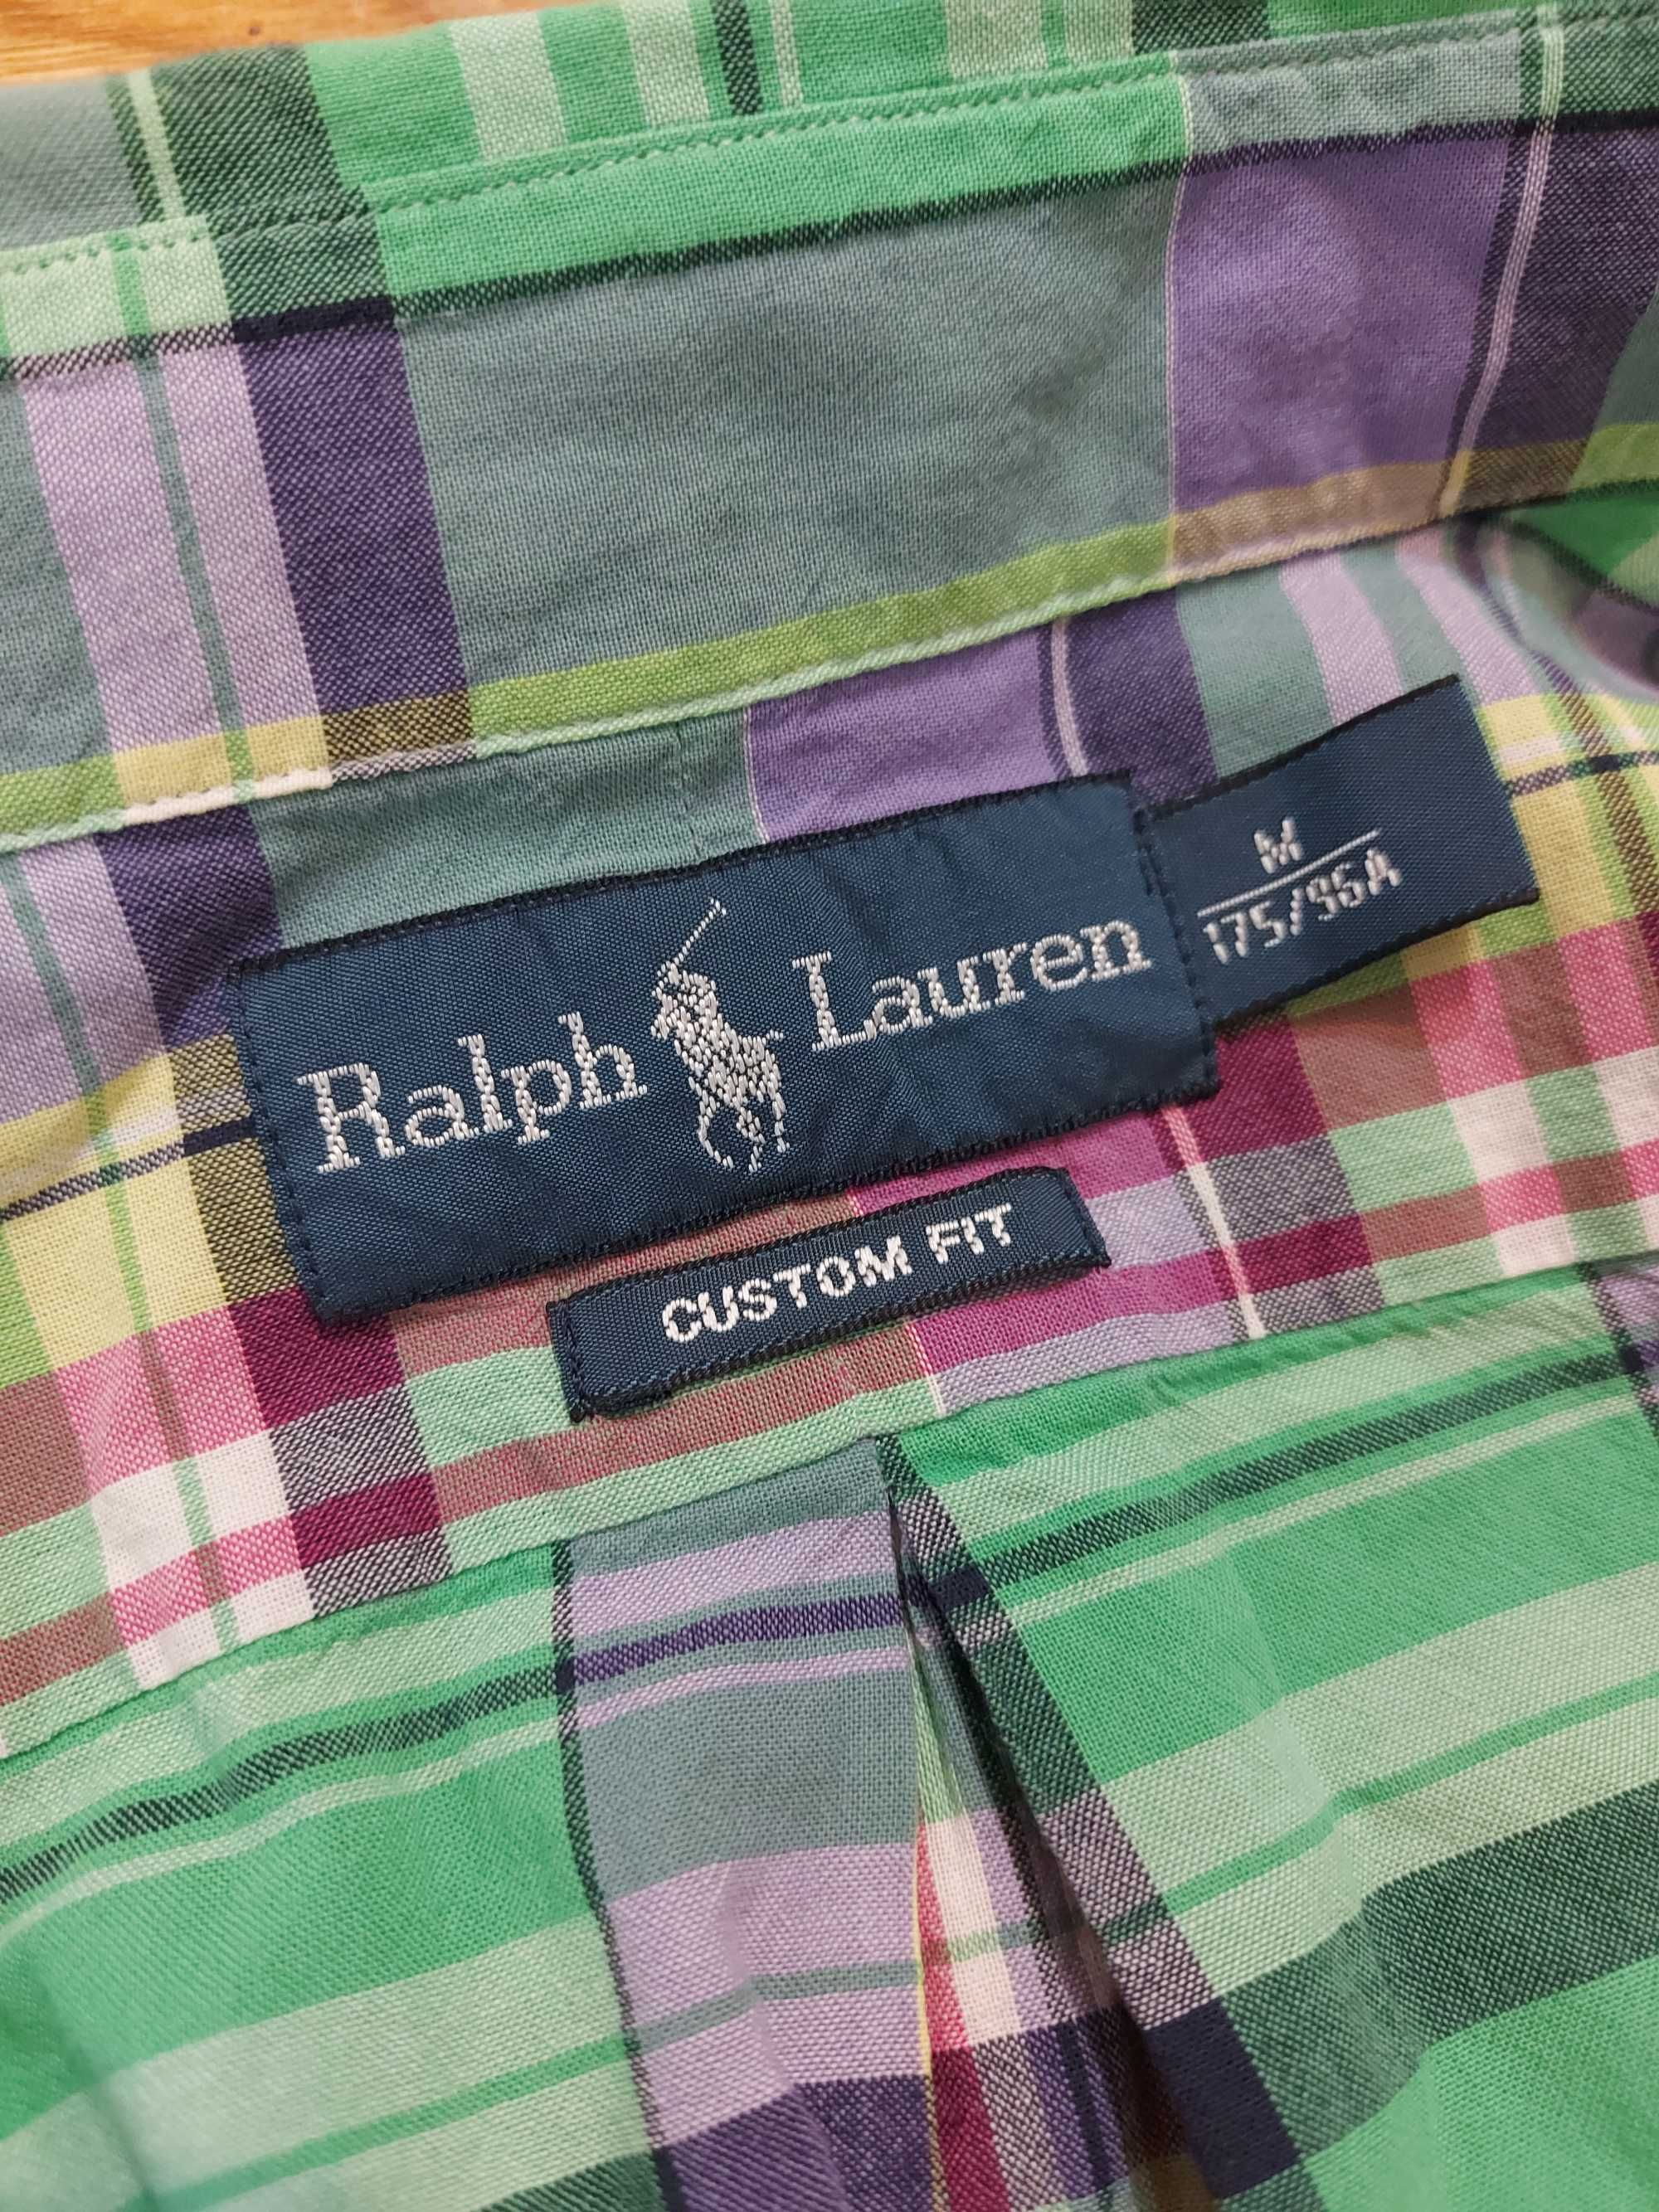 Ralph Lauren
M
175/96A
CUSTOM FIT